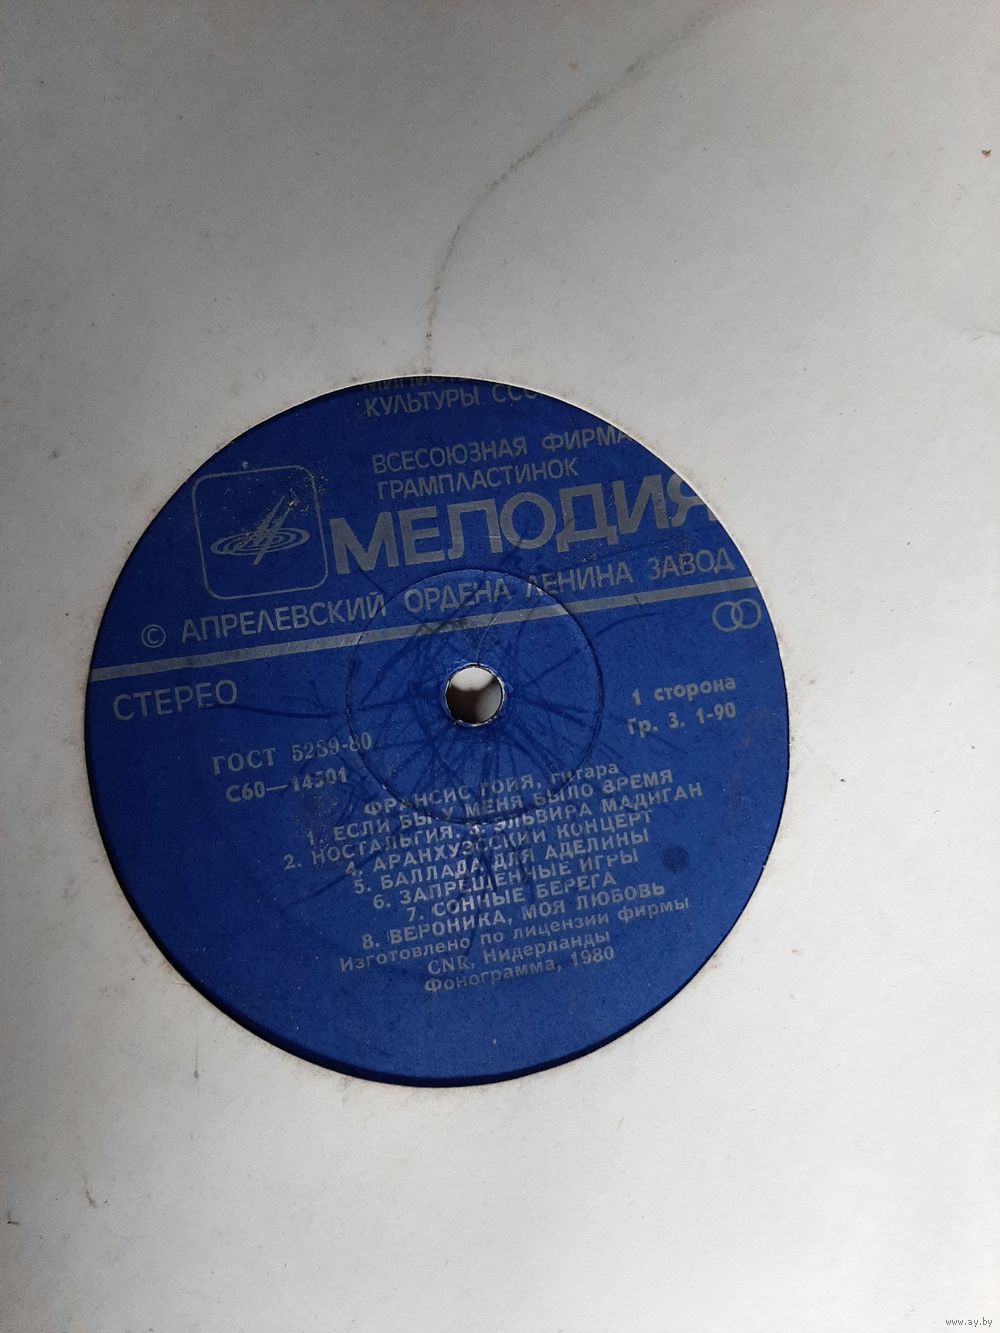 КУЛЬТУРЫ
ВСЕСОЮЗНАЯ ФИРМА
ГРАМПЛАСТИНОК
МЕЛОДИЯ
© АПРЕЛЕВСКИЙ ОРДЕНА ЛЕНИНА ЗАВОД
СТЕРЕО
1 сторона
Гр. 3. 1-90
ГОСТ 5289-80
С60—14501
ФРАНСИС ГОЙЯ, гитара
1. ЕСЛИ БЫ У МЕНЯ БЫЛО ВРЕМЯ
2. НОСТАЛЬГИЯ. ЭЛЬВИРА МАДИГАН
4. АРАНХУЭССКИЙ КОНЦЕРТ
5. БАЛЛАДА ДЛЯ АДЕЛИНЫ
6. ЗАПРЕЩЕННЫЕ ИГРЫ
7. СОННЫЕ БЕРЕГА
8. ВЕРОНИКА, МОЯ ЛЮБОВЬ
Изготовлено по лицензии фирмы
CNR, Нидерланды
Фонограмма, 1980
www.ay.by